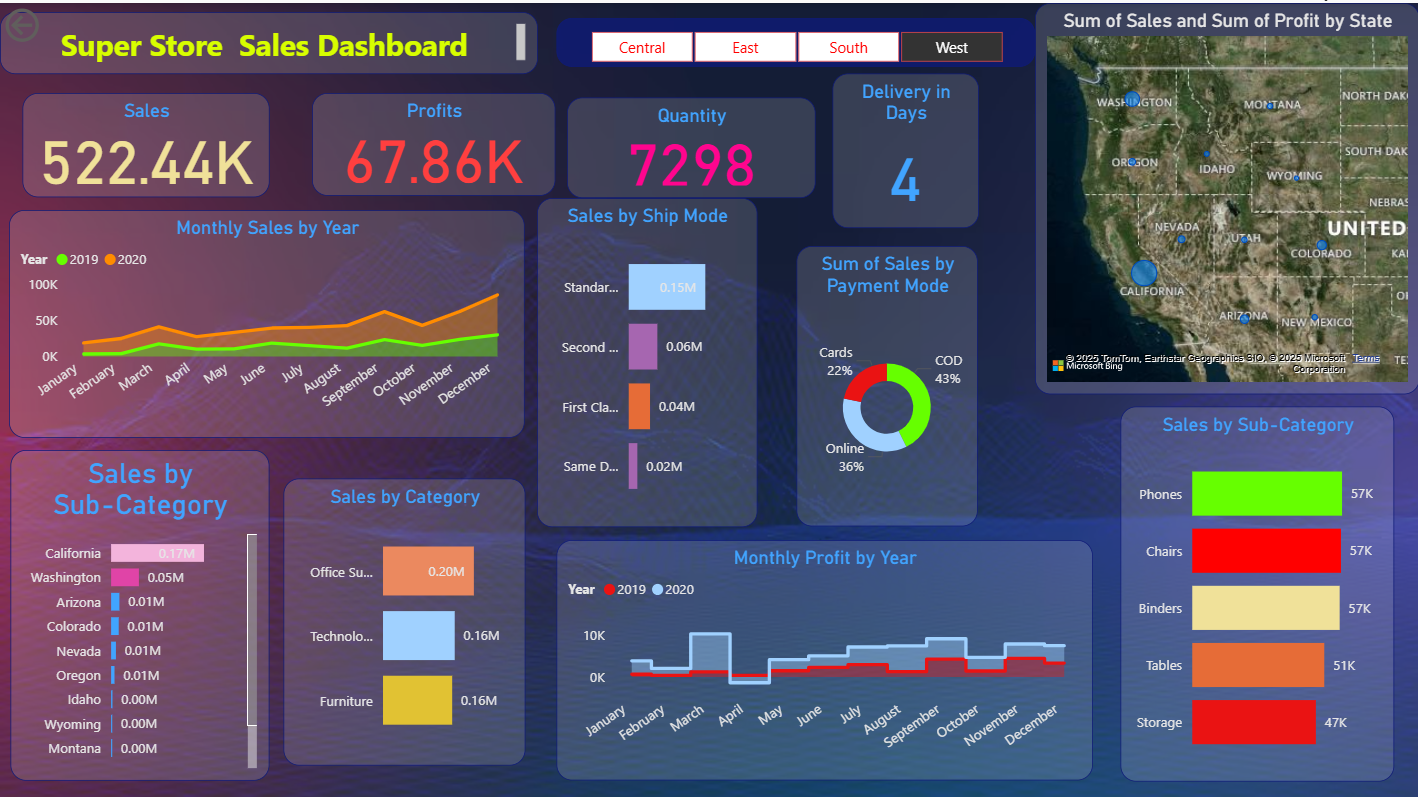 Super Store  Sales Dashboard
Central
East
South
West
Sum of Sales and Sum of Profit by State
WASHINGTON
MONTANA
NORTH DAK
OREGON
IDAHO
SOUTH DAK
WYOMING
NEBRAS
NEVADA
UTAH
UNITED
COLORADO
KA
CALIFORNIA
ARIZONA
NEW MEXICO
TE
© 2025 TomTom, Earthstar Geographics SIO, © 2025 Microsoft Corporation
Terms
Microsoft Bing
Sales
522.44K
Profits
67.86K
Quantity
7298
Delivery in
Days
4
Monthly Sales by Year
Year 2019 2020
100K
50K
0K
January
February
March
April
May
June
July
August
September
October
November
December
Sales by Ship Mode
Standar... 0.15M
Second ... 0.06M
First Cla... 0.04M
Same D... 0.02M
Sum of Sales by
Payment Mode
Cards
22%
COD
43%
Online
36%
Sales by
Sub-Category
California 0.17M
Washington 0.05M
Arizona 0.01M
Colorado 0.01M
Nevada 0.01M
Oregon 0.01M
Idaho 0.00M
Wyoming 0.00M
Montana 0.00M
Sales by Category
Office Su... 0.20M
Technolo... 0.16M
Furniture 0.16M
Monthly Profit by Year
Year 2019 2020
10K
0K
January
February
March
April
May
June
July
August
September
October
November
December
Sales by Sub-Category
Phones 57K
Chairs 57K
Binders 57K
Tables 51K
Storage 47K